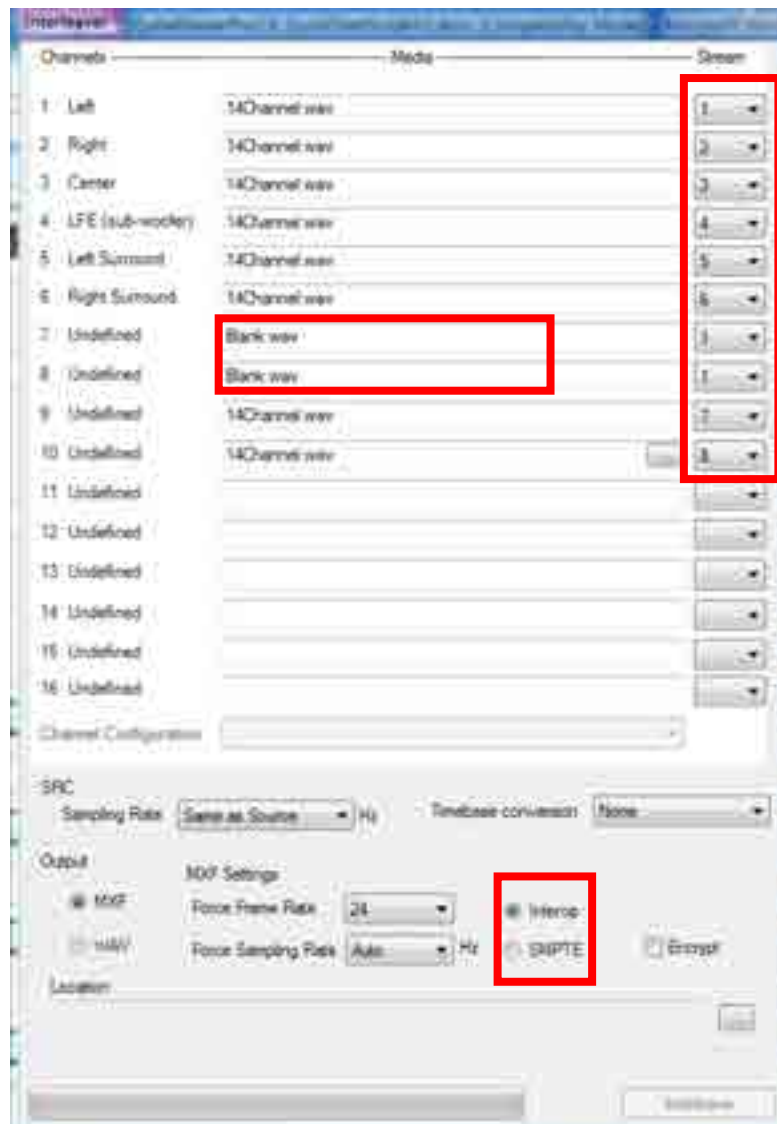 Interleaver
Channels Media Stream
1 Left 14Channel.wav 1
2 Right 14Channel.wav 2
3 Center 14Channel.wav 3
4 LFE (sub-woofer) 14Channel.wav 4
5 Left Surround 14Channel.wav 5
6 Right Surround 14Channel.wav 6
7 Undefined Blank.wav 1
8 Undefined Blank.wav 1
9 Undefined 14Channel.wav 7
10 Undefined 14Channel.wav ... 8
11 Undefined
12 Undefined
13 Undefined
14 Undefined
15 Undefined
16 Undefined
Channel Configuration
SRC
Sampling Rate Same as Source Hz Timebase conversion None
Output
MXF Settings
MXF Force Frame Rate 24 Interop
WAV Force Sampling Rate Auto Hz SMPTE Encrypt
Location
...